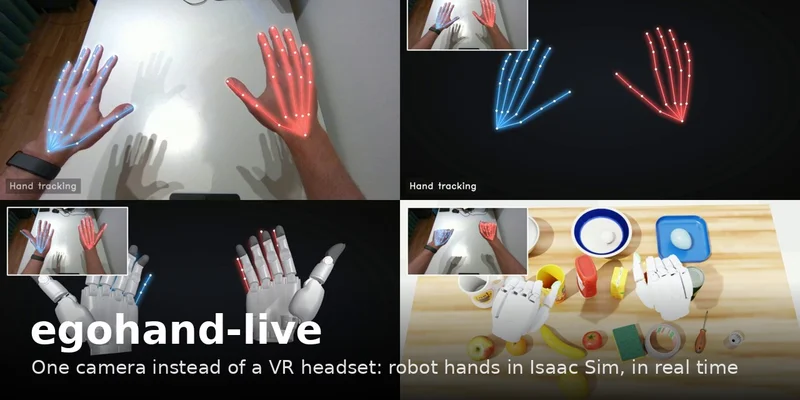 Hand tracking
Hand tracking
egohand-live
One camera instead of a VR headset: robot hands in Isaac Sim, in real time